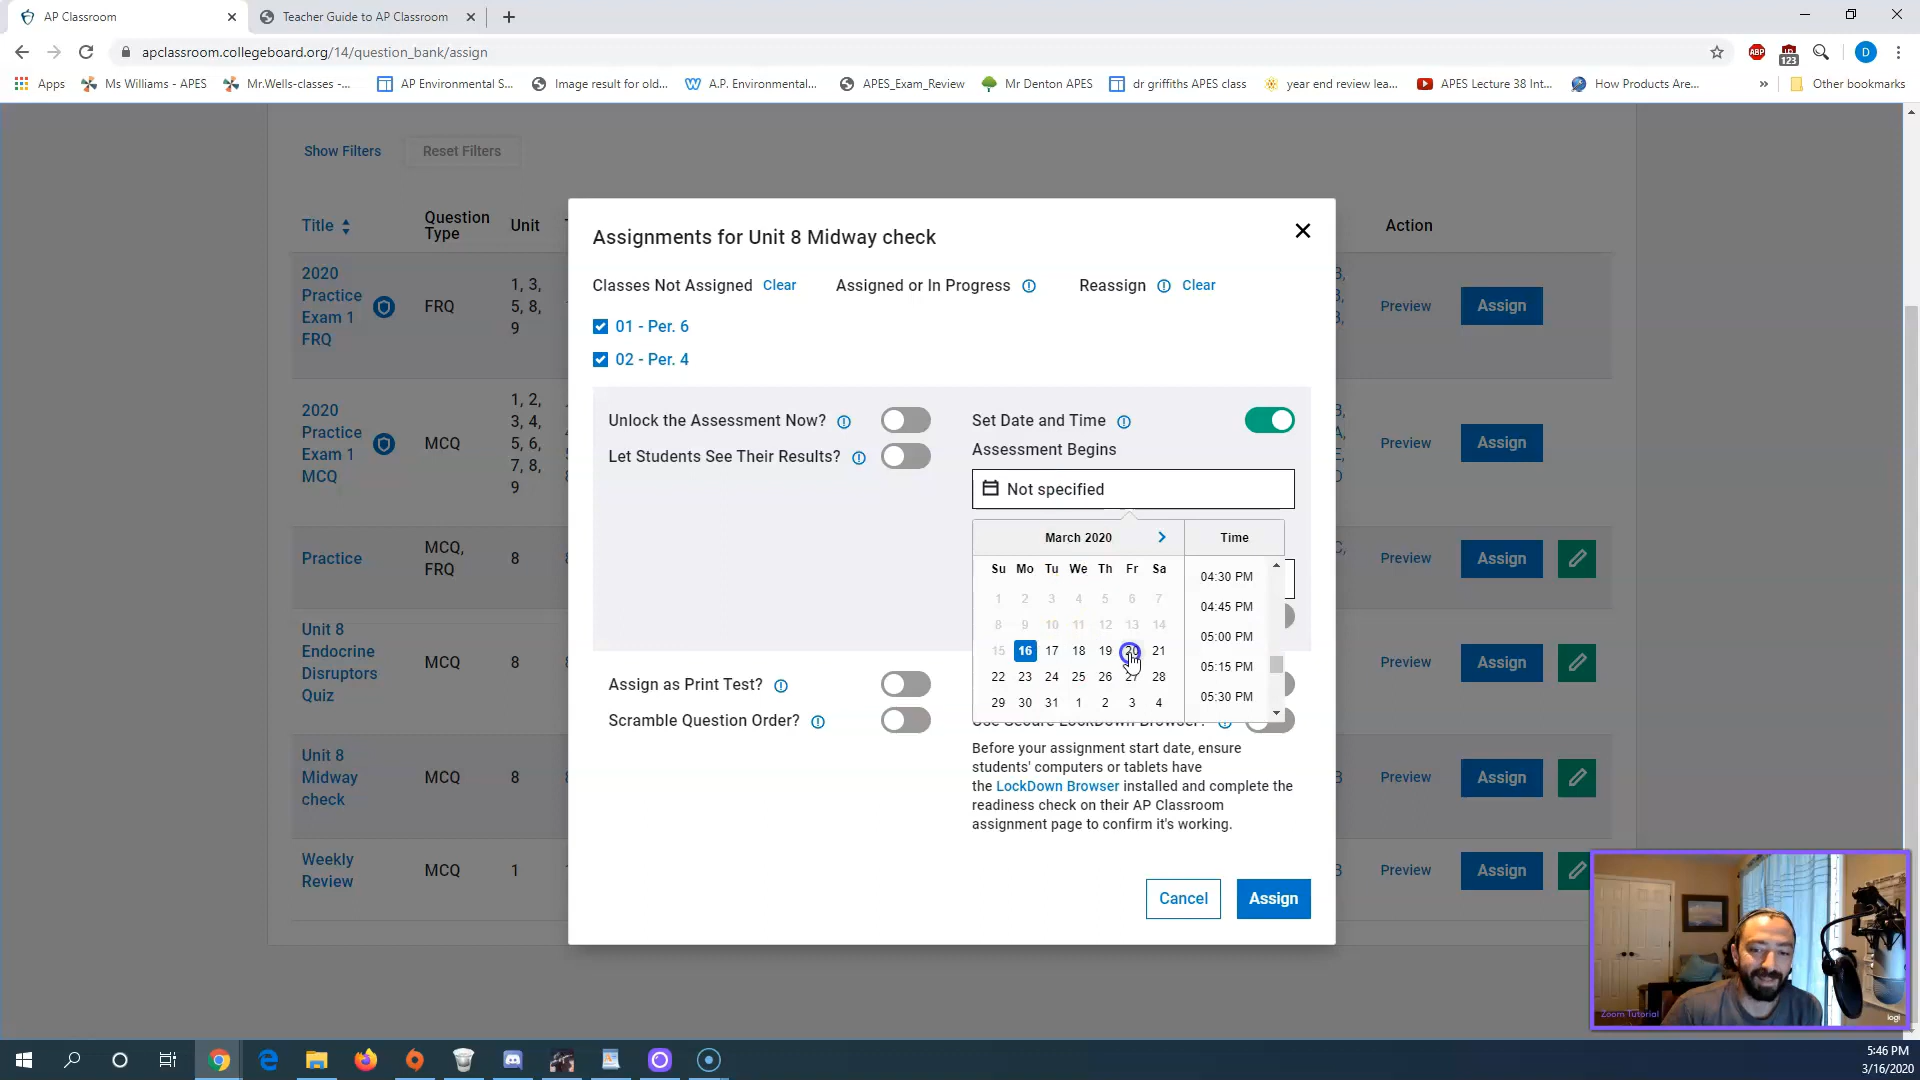 AP Classroom
Teacher Guide to AP Classroom
apclassroom.collegeboard.org/14/question_bank/assign
ABP
123
D
Apps
Ms Williams - APES
Mr.Wells-classes -...
AP Environmental S...
Image result for old...
A.P. Environmental...
APES_Exam_Review
Mr Denton APES
dr griffiths APES class
year end review lea...
APES Lecture 38 Int...
How Products Are...
»
Other bookmarks
Show Filters
Reset Filters
Title
Question
Type
Unit
Action
2020
Practice
Exam 1
FRQ
FRQ
1, 3,
5, 8,
9
Preview
Assign
2020
Practice
Exam 1
MCQ
MCQ
1, 2,
3, 4,
5, 6,
7, 8,
9
Preview
Assign
Practice
MCQ,
FRQ
8
Preview
Assign
Unit 8
Endocrine
Disruptors
Quiz
MCQ
8
Preview
Assign
Unit 8
Midway
check
MCQ
8
Preview
Assign
Weekly
Review
MCQ
1
Preview
Assign
Assignments for Unit 8 Midway check
Classes Not Assigned Clear
Assigned or In Progress
Reassign Clear
01 - Per. 6
02 - Per. 4
Unlock the Assessment Now?
Let Students See Their Results?
Set Date and Time
Assessment Begins
Not specified
March 2020
Time
Su Mo Tu We Th Fr Sa
1 2 3 4 5 6 7
8 9 10 11 12 13 14
15 16 17 18 19 20 21
22 23 24 25 26 27 28
29 30 31 1 2 3 4
04:30 PM
04:45 PM
05:00 PM
05:15 PM
05:30 PM
Assign as Print Test?
Scramble Question Order?
Use Secure LockDown Browser?
Before your assignment start date, ensure
students' computers or tablets have
the LockDown Browser installed and complete the
readiness check on their AP Classroom
assignment page to confirm it's working.
Cancel
Assign
Zoom Tutorial
logi
5:46 PM
3/16/2020